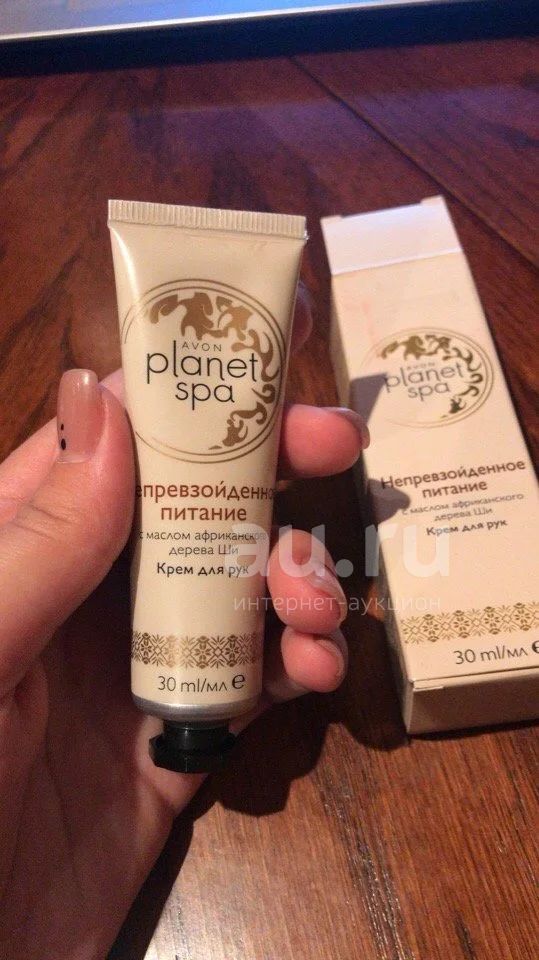 AVON
planet
spa
епревзойденно
питание
с маслом африканского
дерева Ши
Крем для рук
30 ml/мл e
AVON
planet
spa
Непревзойденное
питание
с маслом африканского
дерева Ши
Крем для рук
30 ml/мл e
au.ru
интернет-аукцион